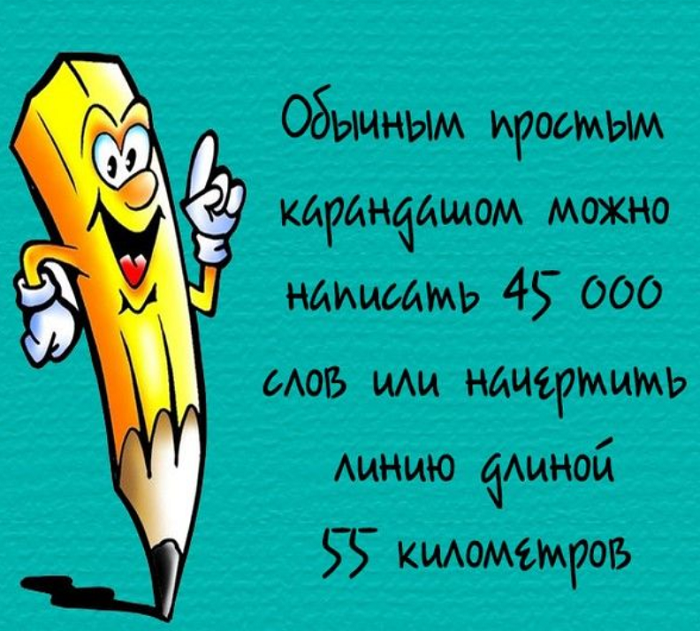 Обычным простым
карандашом можно
написать 45 000
слов или начертить
линию длиной
55 километров